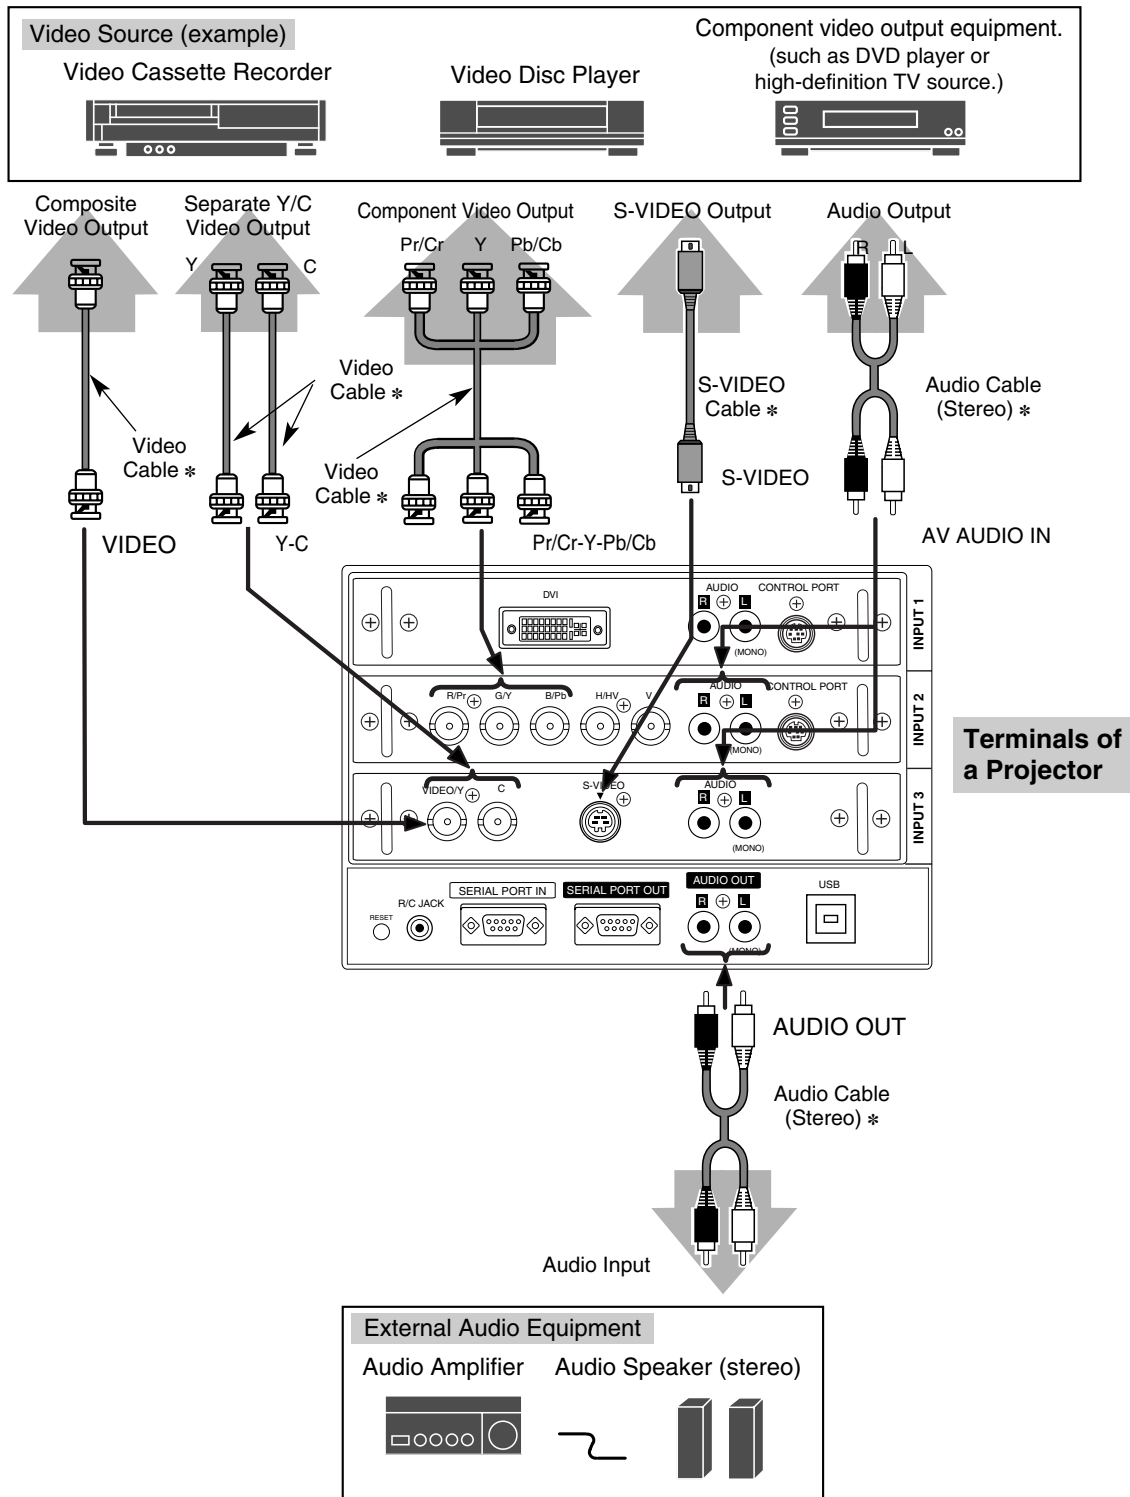 Video Source (example)
Video Cassette Recorder
Video Disc Player
Component video output equipment.
(such as DVD player or
high-definition TV source.)
Composite
Video Output
Separate Y/C
Video Output
Y
C
Component Video Output
Pr/Cr
Y
Pb/Cb
S-VIDEO Output
Audio Output
R
L
Video
Cable *
Video
Cable *
Video
Cable *
S-VIDEO
Cable *
Audio Cable
(Stereo) *
VIDEO
Y-C
Pr/Cr-Y-Pb/Cb
S-VIDEO
AV AUDIO IN
DVI
AUDIO
R
L
(MONO)
CONTROL PORT
INPUT 1
R/Pr
G/Y
B/Pb
H/HV
V
AUDIO
R
L
(MONO)
CONTROL PORT
INPUT 2
VIDEO/Y
C
S-VIDEO
AUDIO
R
L
(MONO)
INPUT 3
Terminals of
a Projector
RESET
R/C JACK
SERIAL PORT IN
SERIAL PORT OUT
AUDIO OUT
R
L
(MONO)
USB
AUDIO OUT
Audio Cable
(Stereo) *
Audio Input
External Audio Equipment
Audio Amplifier
Audio Speaker (stereo)